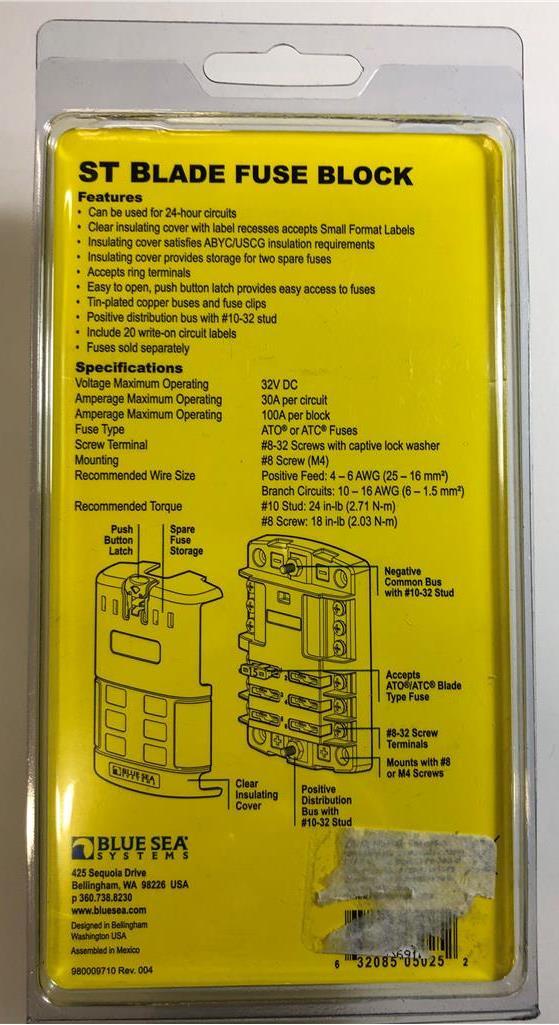 ST BLADE FUSE BLOCK
Features
• Can be used for 24-hour circuits
• Clear insulating cover with label recesses accepts Small Format Labels
• Insulating cover satisfies ABYC/USCG insulation requirements
• Insulating cover provides storage for two spare fuses
• Accepts ring terminals
• Easy to open, push button latch provides easy access to fuses
• Tin-plated copper buses and fuse clips
• Positive distribution bus with #10-32 stud
• Include 20 write-on circuit labels
• Fuses sold separately
Specifications
Voltage Maximum Operating 32V DC
Amperage Maximum Operating 30A per circuit
Amperage Maximum Operating 100A per block
Fuse Type ATO® or ATC® Fuses
Screw Terminal #8-32 Screws with captive lock washer
Mounting #8 Screw (M4)
Recommended Wire Size Positive Feed: 4 – 6 AWG (25 – 16 mm²)
Branch Circuits: 10 – 16 AWG (6 – 1.5 mm²)
Recommended Torque #10 Stud: 24 in-lb (2.71 N-m)
#8 Screw: 18 in-lb (2.03 N-m)
Push
Button
Latch
Spare
Fuse
Storage
Negative
Common Bus
with #10-32 Stud
Accepts
ATO®/ATC® Blade
Type Fuse
#8-32 Screw
Terminals
Mounts with #8
or M4 Screws
BLUE SEA
Clear
Insulating
Cover
Positive
Distribution
Bus with
#10-32 Stud
BLUE SEA®
SYSTEMS
425 Sequoia Drive
Bellingham, WA 98226 USA
p 360.738.8230
www.bluesea.com
Designed in Bellingham
Washington USA
Assembled in Mexico
980009710 Rev. 004
6 32085 05025 2